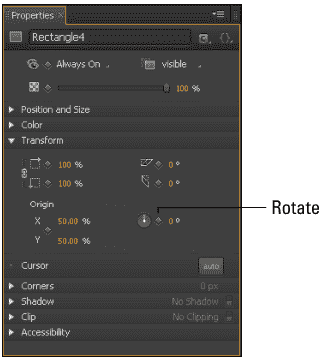 Properties ×
Rectangle4
Always On visible
100 %
Position and Size
Color
Transform
100 % 0 °
100 % 0 °
Origin
X 50.00 % 0 °
Y 50.00 %
Rotate
Cursor auto
Corners 0 px
Shadow No Shadow
Clip No Clipping
Accessibility